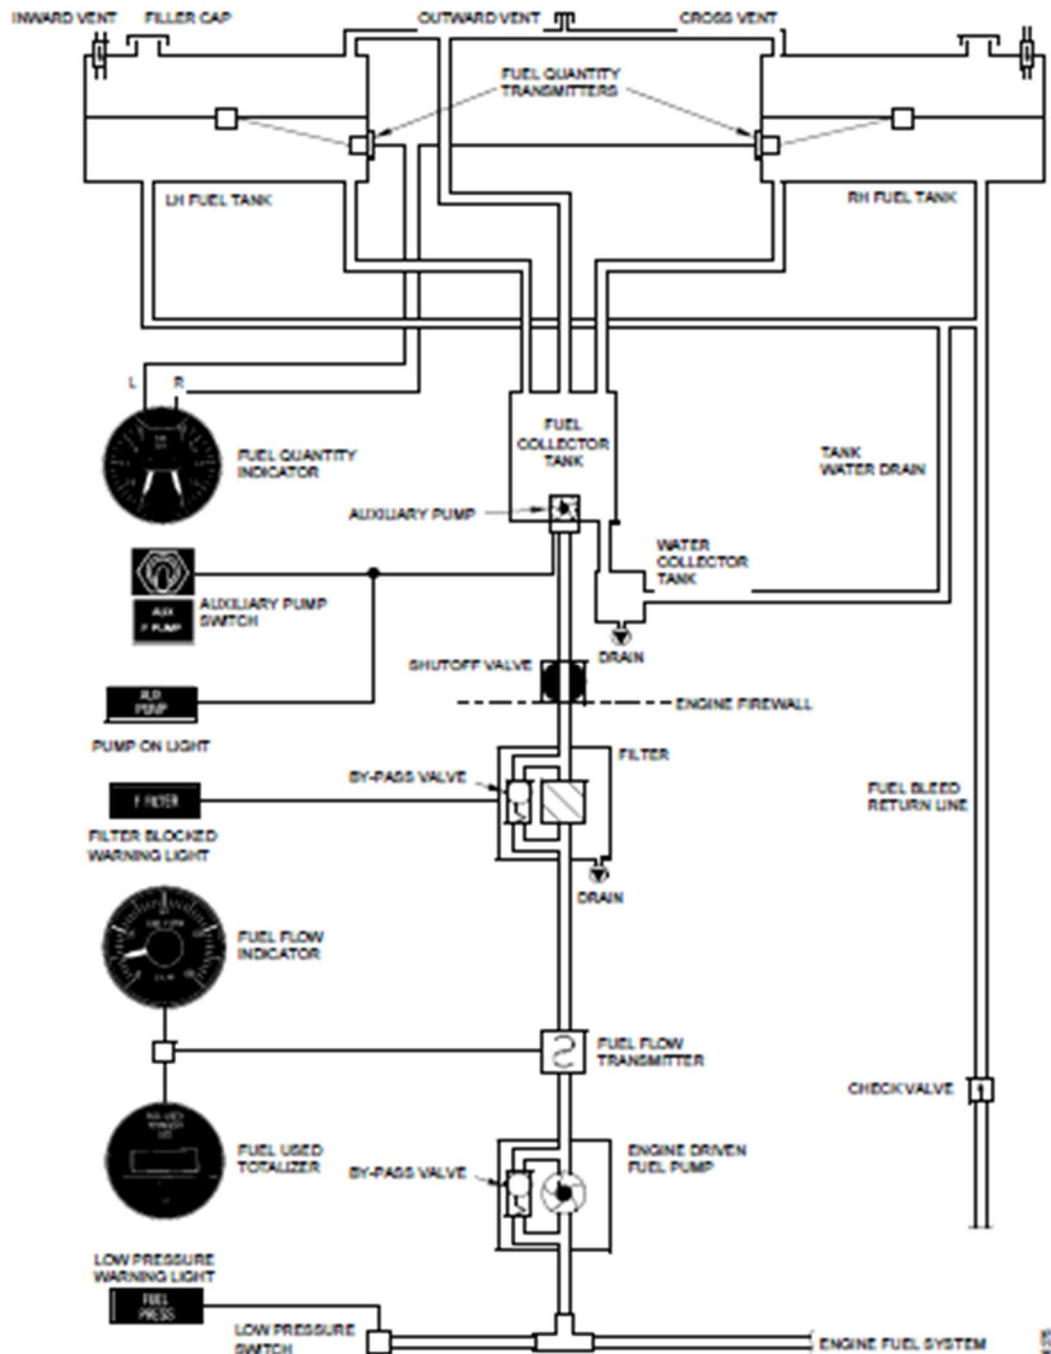 INWARD VENT
FILLER CAP
OUTWARD VENT
CROSS VENT
FUEL QUANTITY
TRANSMITTERS
LH FUEL TANK
RH FUEL TANK
L
R
FUEL QUANTITY
INDICATOR
FUEL
COLLECTOR
TANK
TANK
WATER DRAIN
AUXILIARY PUMP
WATER
COLLECTOR
TANK
AUX
F PUMP
AUXILIARY PUMP
SWITCH
DRAIN
SHUTOFF VALVE
ENGINE FIREWALL
AUX
PUMP
PUMP ON LIGHT
FILTER
BY-PASS VALVE
F FILTER
FUEL BLEED
RETURN LINE
FILTER BLOCKED
WARNING LIGHT
DRAIN
FUEL FLOW
INDICATOR
FUEL FLOW
TRANSMITTER
CHECK VALVE
FUEL USED
TOTALIZER
ENGINE DRIVEN
FUEL PUMP
BY-PASS VALVE
LOW PRESSURE
WARNING LIGHT
FUEL
PRESS
LOW PRESSURE
SWITCH
ENGINE FUEL SYSTEM